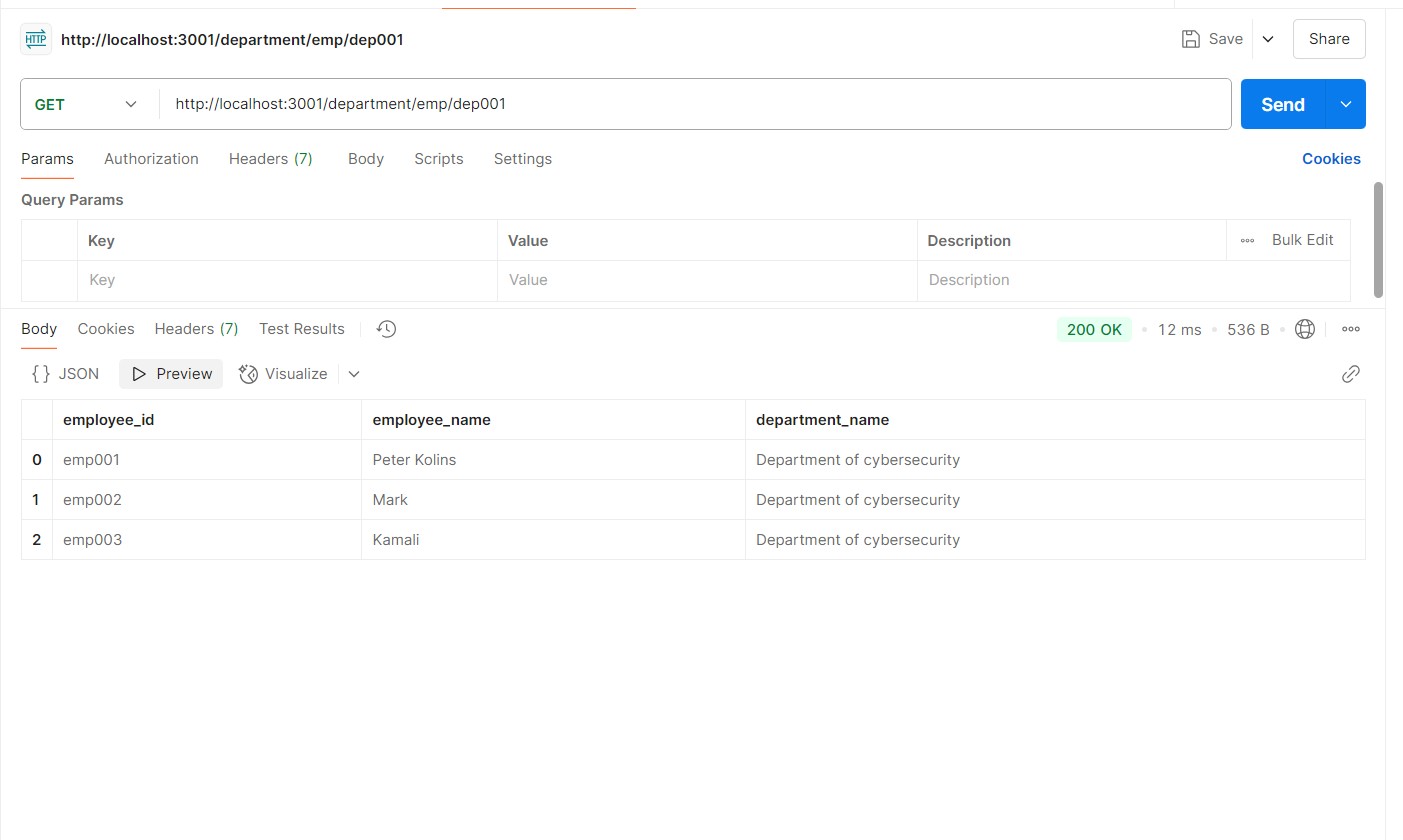 HTTP http://localhost:3001/department/emp/dep001 Save Share
GET http://localhost:3001/department/emp/dep001 Send
Params Authorization Headers (7) Body Scripts Settings Cookies
Query Params
Key Value Description Bulk Edit
Key Value Description
Body Cookies Headers (7) Test Results 200 OK 12 ms 536 B
{} JSON Preview Visualize
employee_id employee_name department_name
0 emp001 Peter Kolins Department of cybersecurity
1 emp002 Mark Department of cybersecurity
2 emp003 Kamali Department of cybersecurity